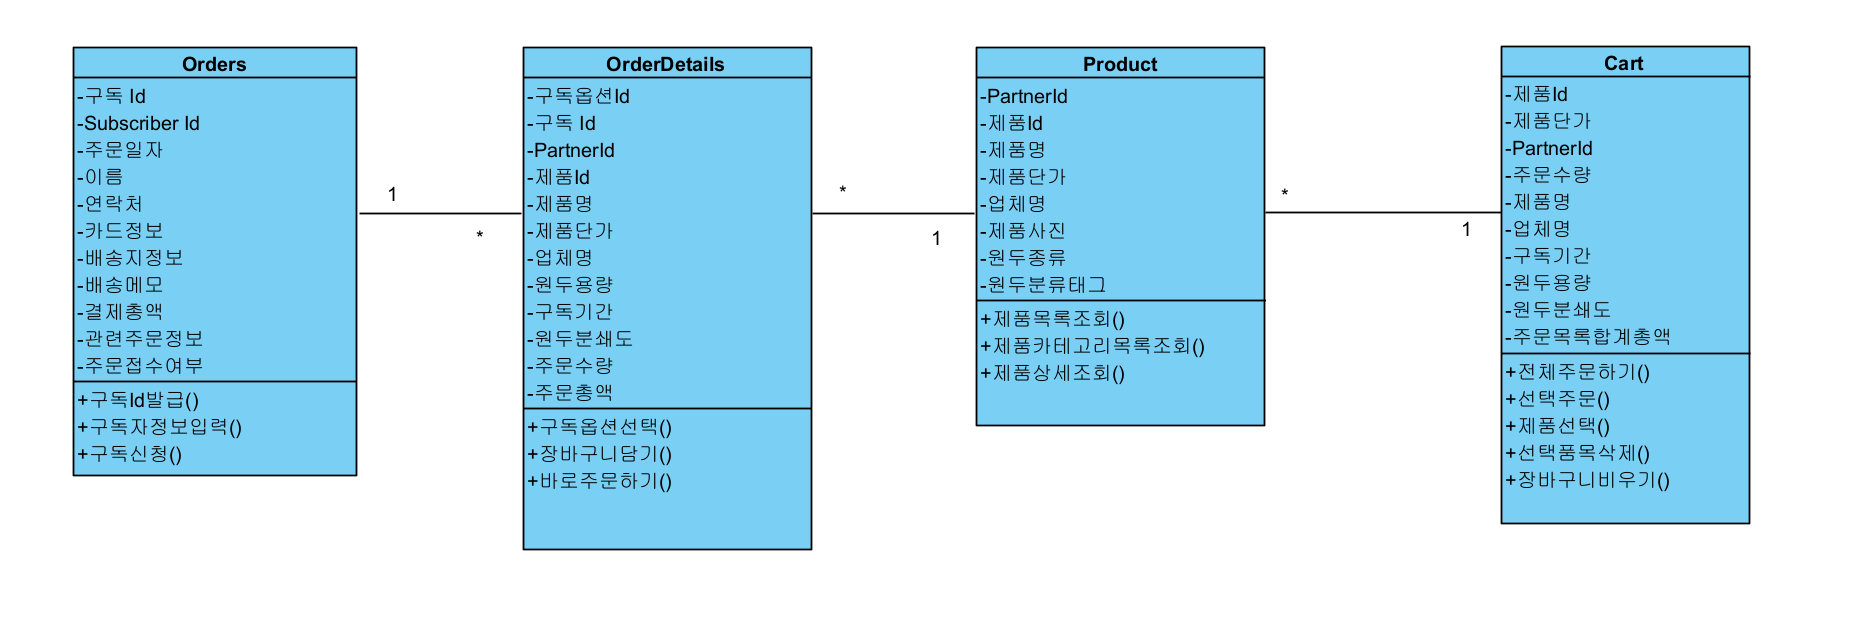 Orders
-구독 Id
-Subscriber Id
-주문일자
-이름
-연락처
-카드정보
-배송지정보
-배송메모
-결제총액
-관련주문정보
-주문접수여부
+구독Id발급()
+구독자정보입력()
+구독신청()
1
*
OrderDetails
-구독옵션Id
-구독 Id
-PartnerId
-제품Id
-제품명
-제품단가
-업체명
-원두용량
-구독기간
-원두분쇄도
-주문수량
-주문총액
+구독옵션선택()
+장바구니담기()
+바로주문하기()
*
1
Product
-PartnerId
-제품Id
-제품명
-제품단가
-업체명
-제품사진
-원두종류
-원두분류태그
+제품목록조회()
+제품카테고리목록조회()
+제품상세조회()
*
1
Cart
-제품Id
-제품단가
-PartnerId
-주문수량
-제품명
-업체명
-구독기간
-원두용량
-원두분쇄도
-주문목록합계총액
+전체주문하기()
+선택주문()
+제품선택()
+선택품목삭제()
+장바구니비우기()